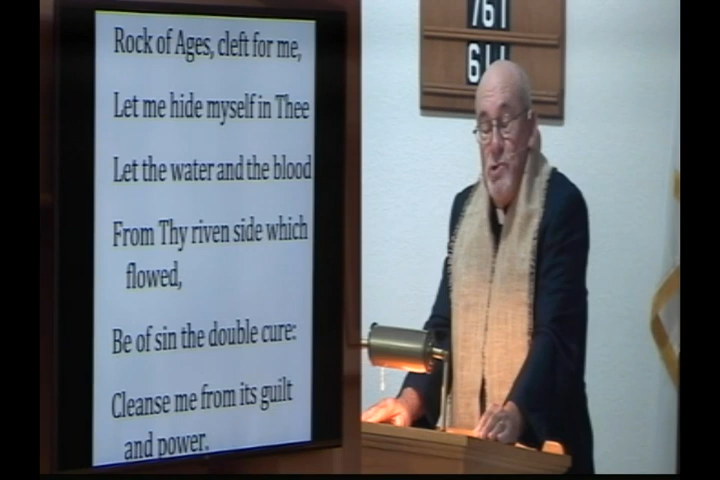 Rock of Ages, cleft for me,
Let me hide myself in Thee
Let the water and the blood
From Thy riven side which
flowed,
Be of sin the double cure:
Cleanse me from its guilt
and power.
761
611